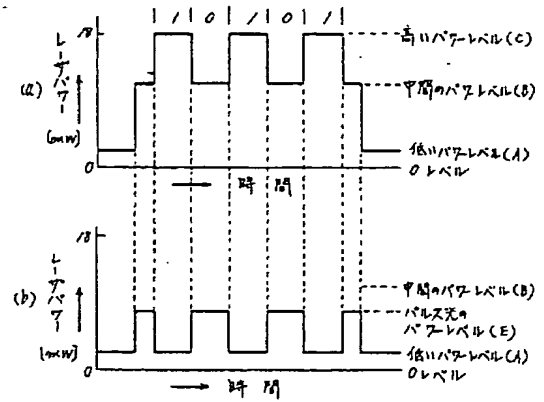 1 0 1 0 1
18
高いパワーレベル(C)
(a)
レーザパワー
中間のパワーレベル(B)
[mW]
低いパワーレベル(A)
0
0レベル
→ 時間
18
(b)
レーザパワー
中間のパワーレベル(B)
パルス光の
パワーレベル(E)
[mW]
低いパワーレベル(A)
0
0レベル
→ 時間